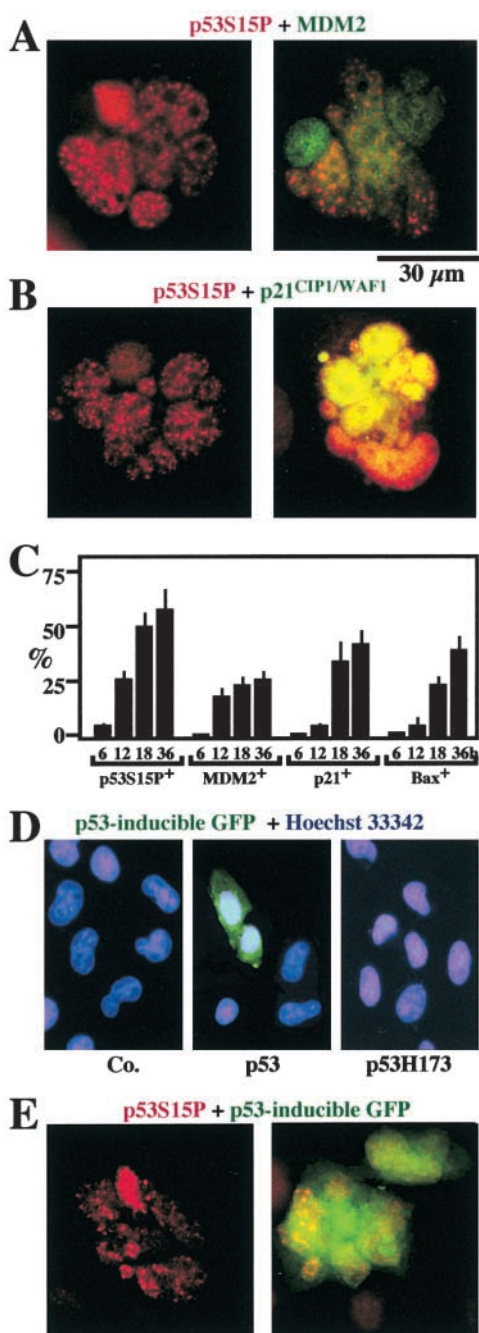 A
p53S15P + MDM2
30 µm
B
p53S15P + p21CIP1/WAF1
C
75
50
%
25
0
6 12 18 36 6 12 18 36 6 12 18 36 6 12 18 36h
p53S15P+ MDM2+ p21+ Bax+
D
p53-inducible GFP + Hoechst 33342
Co. p53 p53H173
E
p53S15P + p53-inducible GFP